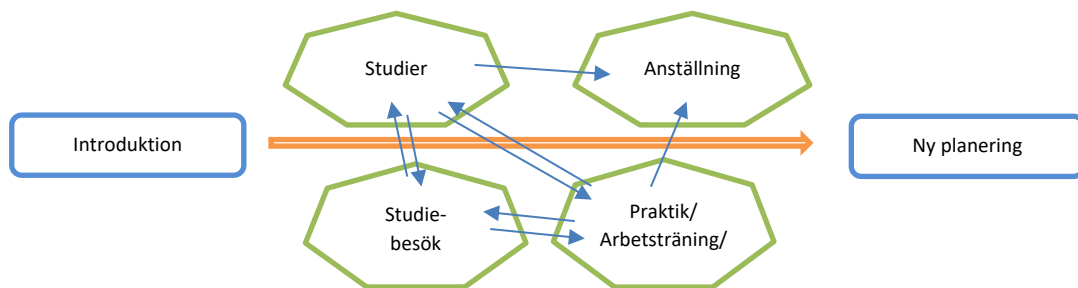 Studier
Anställning
Introduktion
Ny planering
Studie-
besök
Praktik/
Arbetsträning/